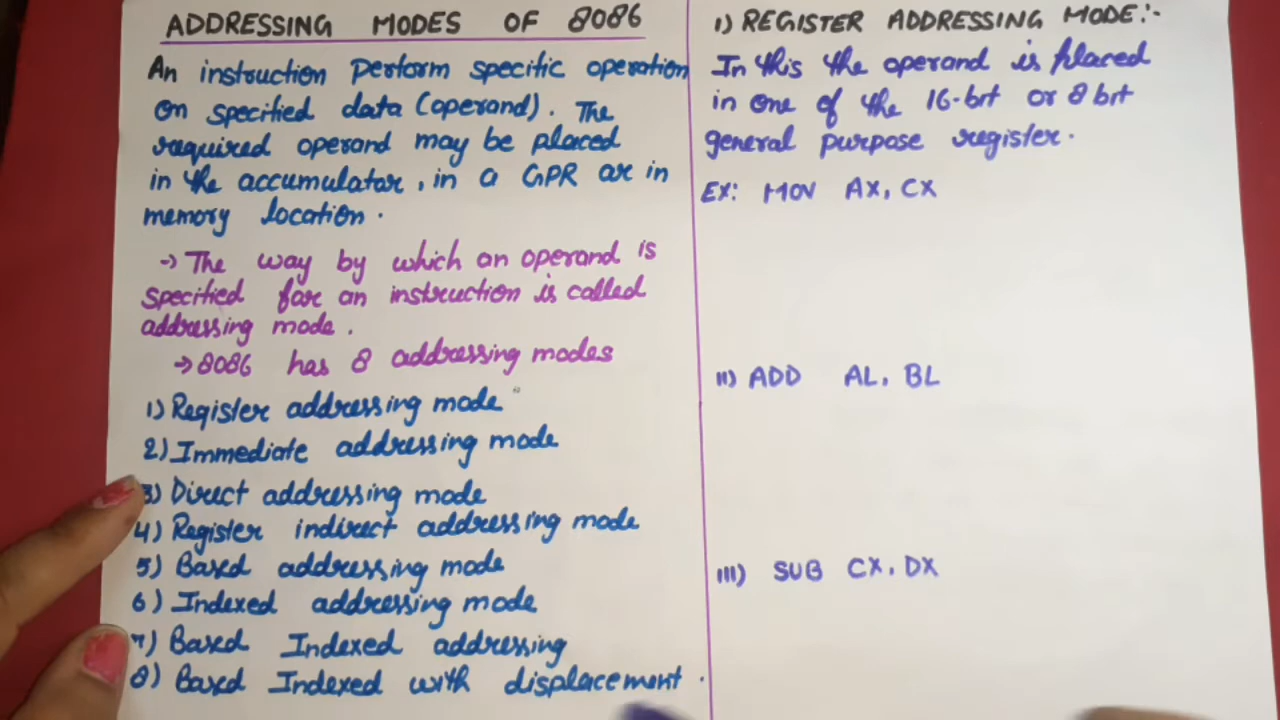 ADDRESSING MODES OF 8086
An instruction perform specific operation
on specified data (operand). The
required operand may be placed
in the accumulator, in a GPR or in
memory location.
→ The way by which an operand is
specified for an instruction is called
addressing mode.
→ 8086 has 8 addressing modes
1) Register addressing mode
2) Immediate addressing mode
3) Direct addressing mode
4) Register indirect addressing mode
5) Based addressing mode
6) Indexed addressing mode
7) Based Indexed addressing
8) Based Indexed with displacement.
1) REGISTER ADDRESSING MODE:-
In this the operand is placed
in one of the 16-bit or 8 bit
general purpose register.
EX: MOV AX, CX
II) ADD AL, BL
III) SUB CX, DX